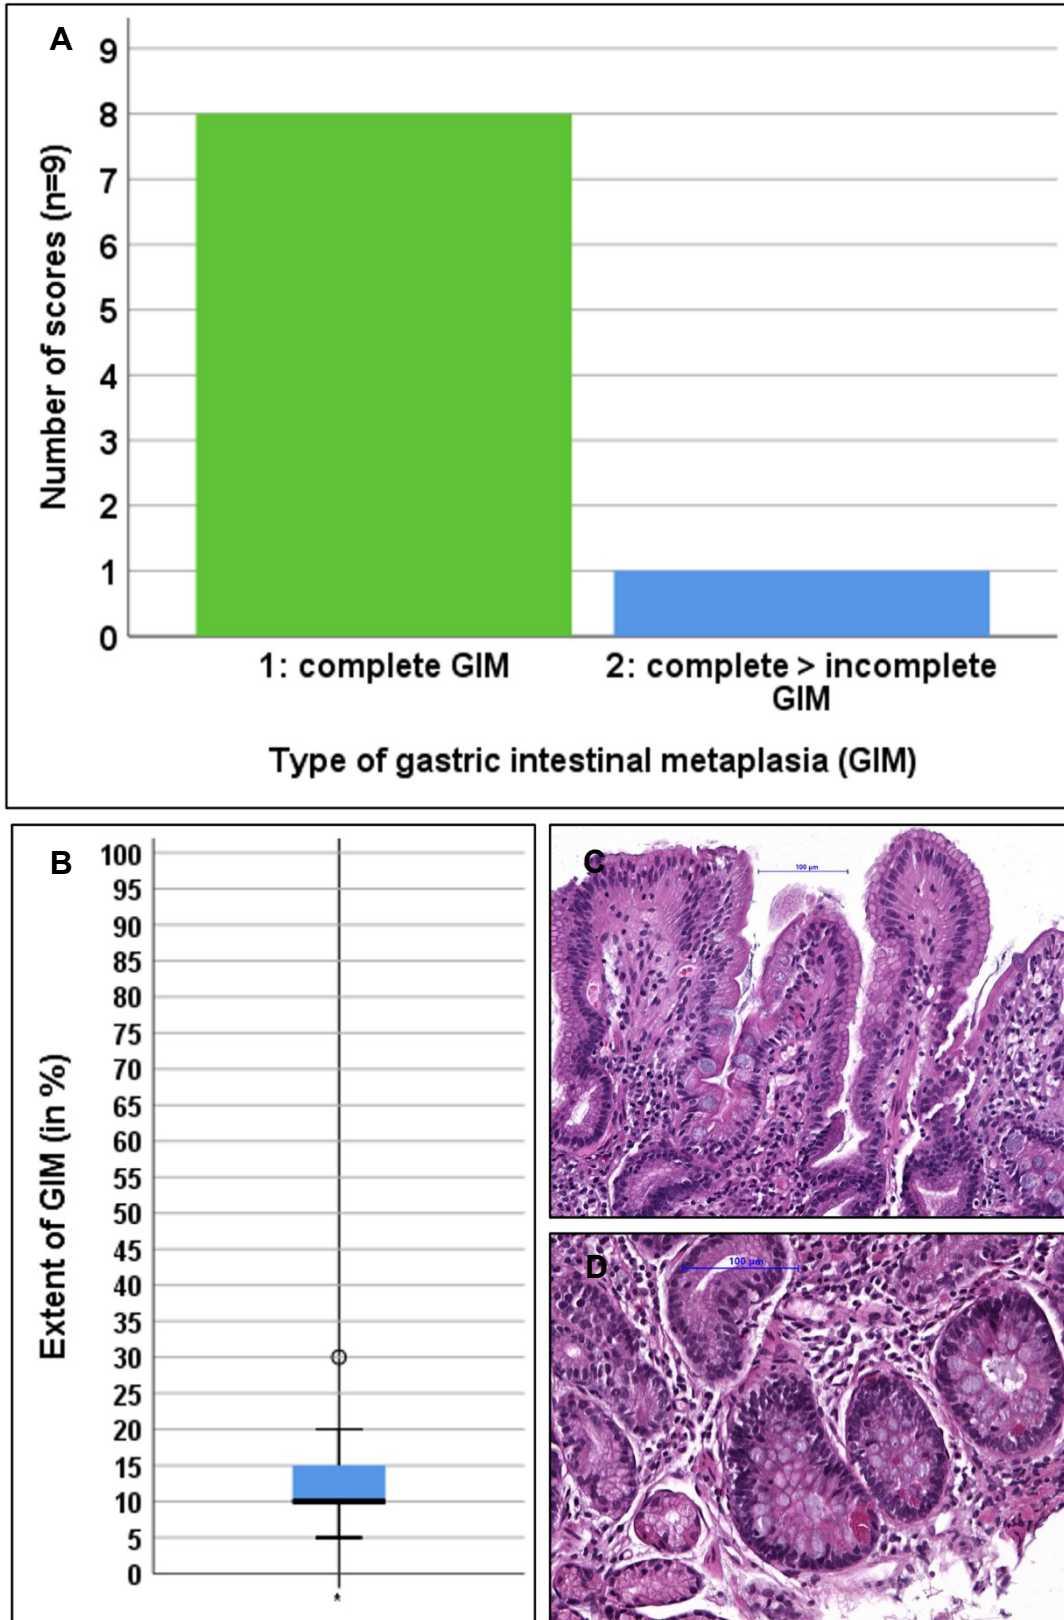 A
9
8
7
6
5
4
3
2
1
0
Number of scores (n=9)
1: complete GIM
2: complete > incomplete
GIM
Type of gastric intestinal metaplasia (GIM)
B
100
95
90
85
80
75
70
65
60
55
50
45
40
35
30
25
20
15
10
5
0
Extent of GIM (in %)
*
C
100 µm
D
100 µm